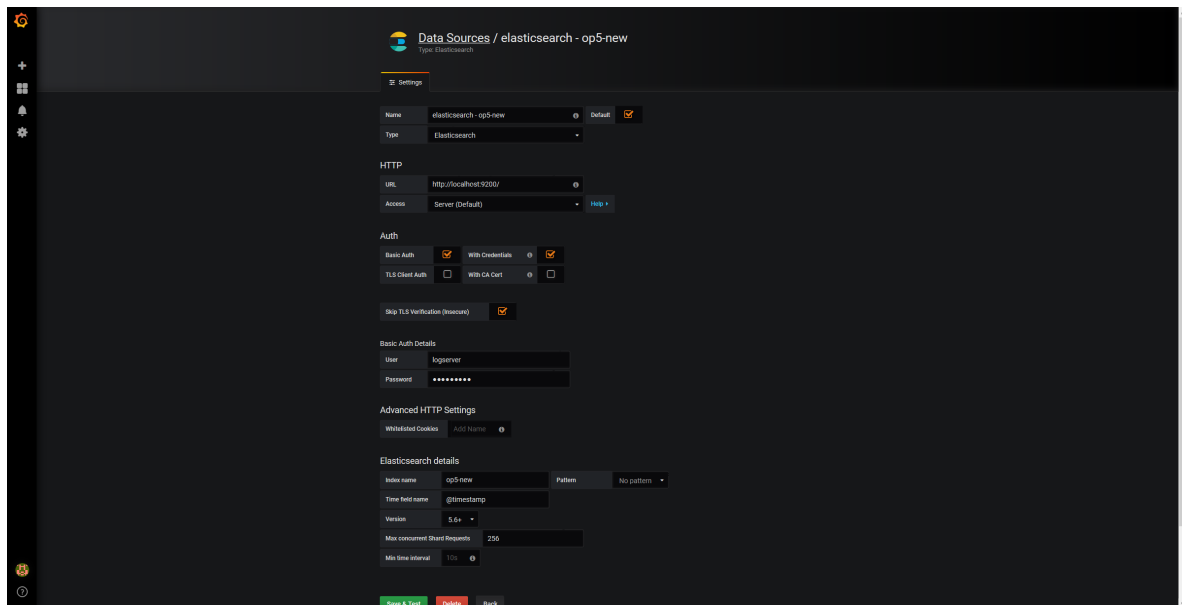 Data Sources / elasticsearch - op5-new
Type: Elasticsearch
Settings
Name elasticsearch - op5-new Default
Type Elasticsearch
HTTP
URL http://localhost:9200/
Access Server (Default) Help
Auth
Basic Auth With Credentials
TLS Client Auth With CA Cert
Skip TLS Verification (Insecure)
Basic Auth Details
User logserver
Password •••••••••
Advanced HTTP Settings
Whitelisted Cookies Add Name
Elasticsearch details
Index name op5-new Pattern No pattern
Time field name @timestamp
Version 5.6+
Max concurrent Shard Requests 256
Min time interval 10s
Save & Test Delete Back